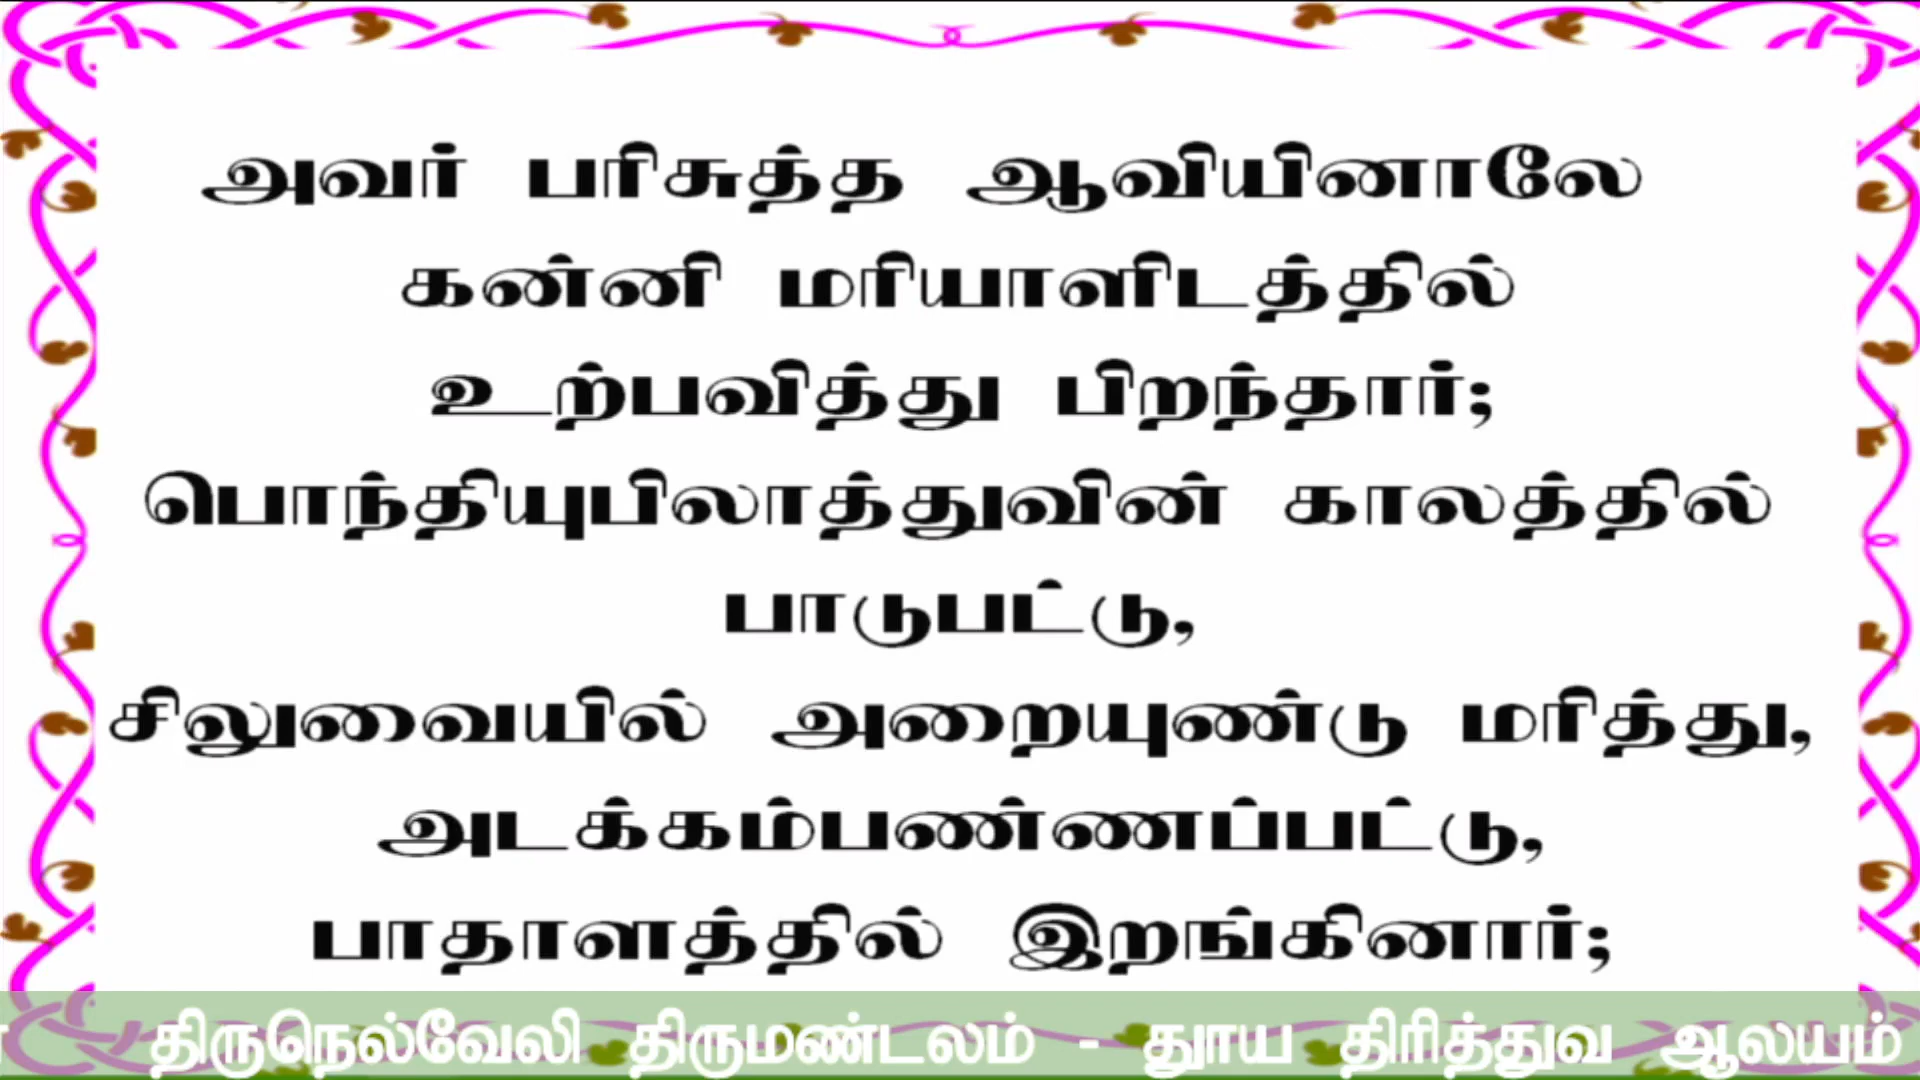 அவர் பரிசுத்த ஆவியினாலே
கன்னி மரியாளிடத்தில்
உற்பவித்து பிறந்தார்;
பொந்தியுபிலாத்துவின் காலத்தில்
பாடுபட்டு,
சிலுவையில் அறையுண்டு மரித்து,
அடக்கம்பண்ணப்பட்டு,
பாதாளத்தில் இறங்கினார்;
திருநெல்வேலி திருமண்டலம் - தூய திரித்துவ ஆலயம்